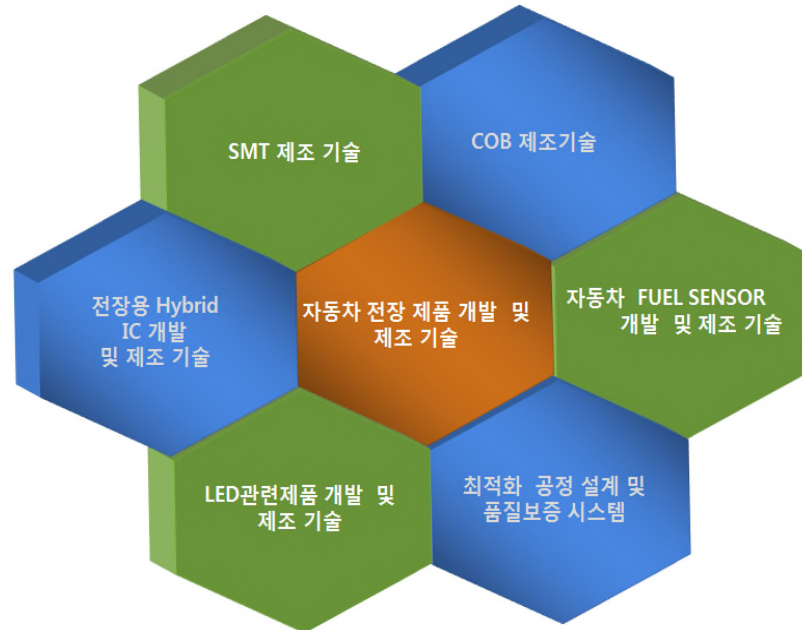 SMT 제조 기술
COB 제조기술
전장용 Hybrid
IC 개발
및 제조 기술
자동차 전장 제품 개발 및
제조 기술
자동차 FUEL SENSOR
개발 및 제조 기술
LED관련제품 개발 및
제조 기술
최적화 공정 설계 및
품질보증 시스템